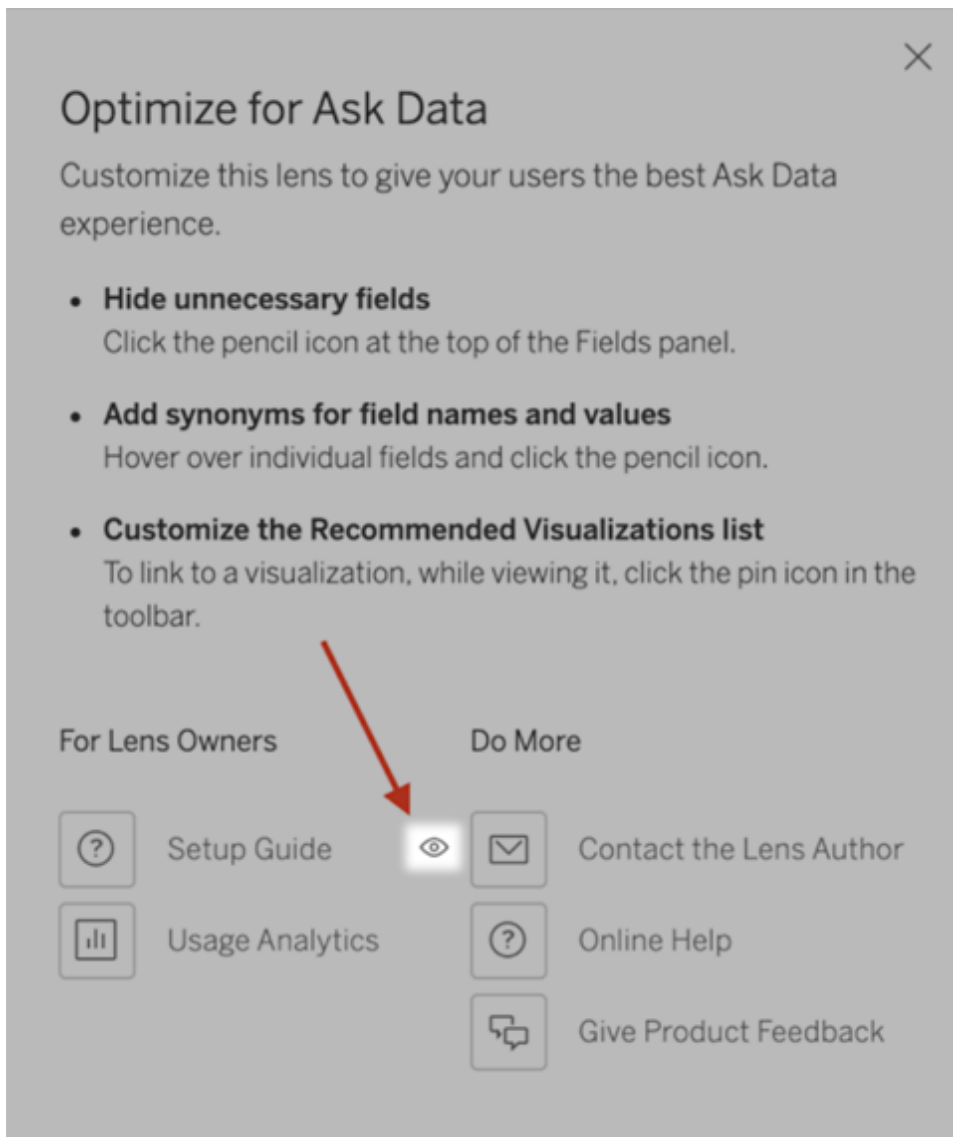 Optimize for Ask Data
Customize this lens to give your users the best Ask Data
experience.
• Hide unnecessary fields
Click the pencil icon at the top of the Fields panel.
• Add synonyms for field names and values
Hover over individual fields and click the pencil icon.
• Customize the Recommended Visualizations list
To link to a visualization, while viewing it, click the pin icon in the
toolbar.
For Lens Owners
Setup Guide
Usage Analytics
Do More
Contact the Lens Author
Online Help
Give Product Feedback